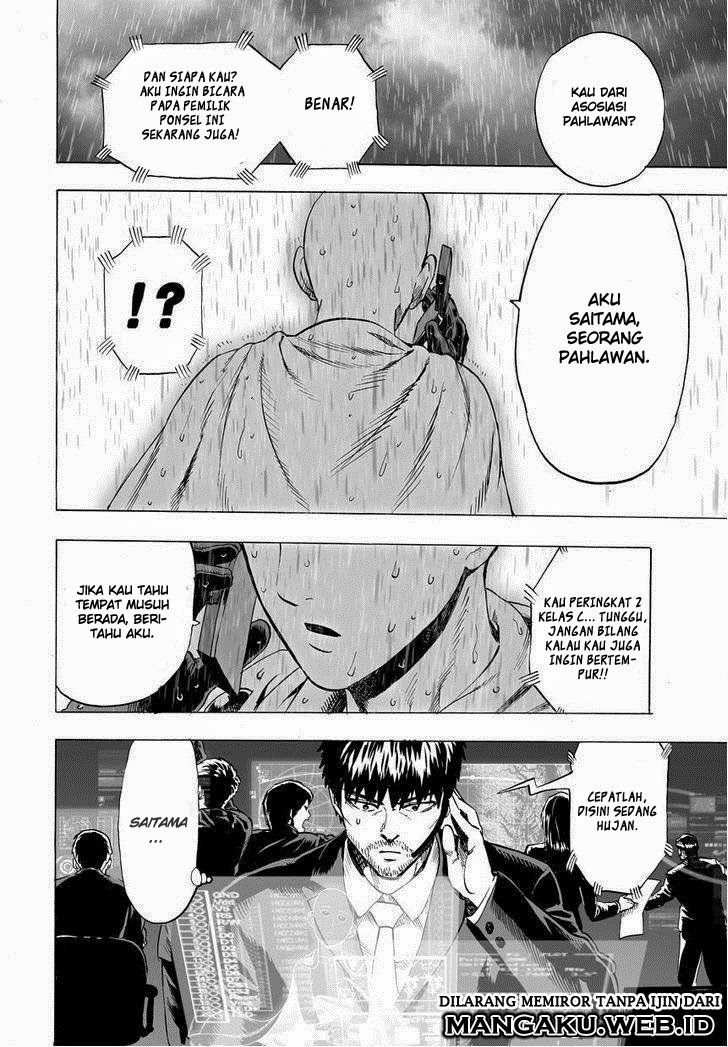 KAU DARI
ASOSIASI
PAHLAWAN?
BENAR!
DAN SIAPA KAU?
AKU INGIN BICARA
PADA PEMILIK
PONSEL INI
SEKARANG JUGA!
AKU
SAITAMA,
SEORANG
PAHLAWAN.
!?
KAU PERINGKAT 2
KELAS C... TUNGGU,
JANGAN BILANG
KALAU KAU JUGA
INGIN BERTEM-
PUR!!
JIKA KAU TAHU
TEMPAT MUSUH
BERADA, BERI-
TAHU AKU.
CEPATLAH,
DISINI SEDANG
HUJAN.
SAITAMA
...
DILARANG MEMIROR TANPA IJIN DARI
MANGAKU.WEB.ID